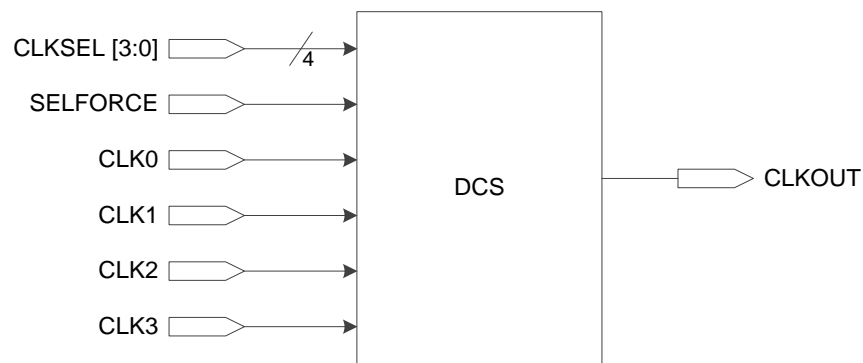 CLKSEL [3:0]
4
SELFORCE
CLK0
CLK1
CLK2
CLK3
DCS
CLKOUT